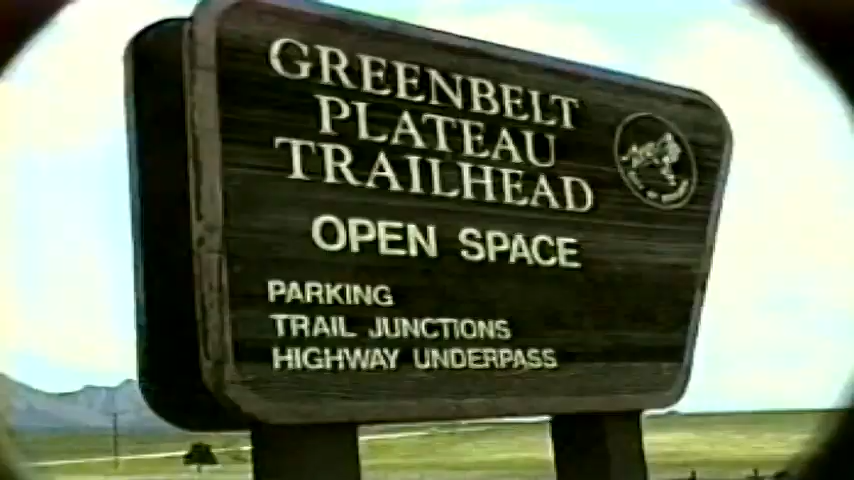 GREENBELT
PLATEAU
TRAILHEAD
OPEN SPACE
PARKING
TRAIL JUNCTIONS
HIGHWAY UNDERPASS